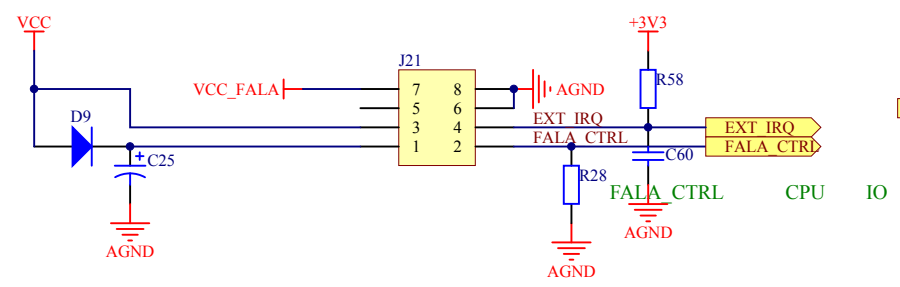 VCC
+3V3
J21
VCC_FALA
7
8
AGND
R58
5
6
EXT_IRQ
D9
3
4
EXT_IRQ
FALA_CTRL
1
2
FALA_CTRL
C25
C60
R28
FALA_CTRL CPU IO
AGND
AGND
AGND